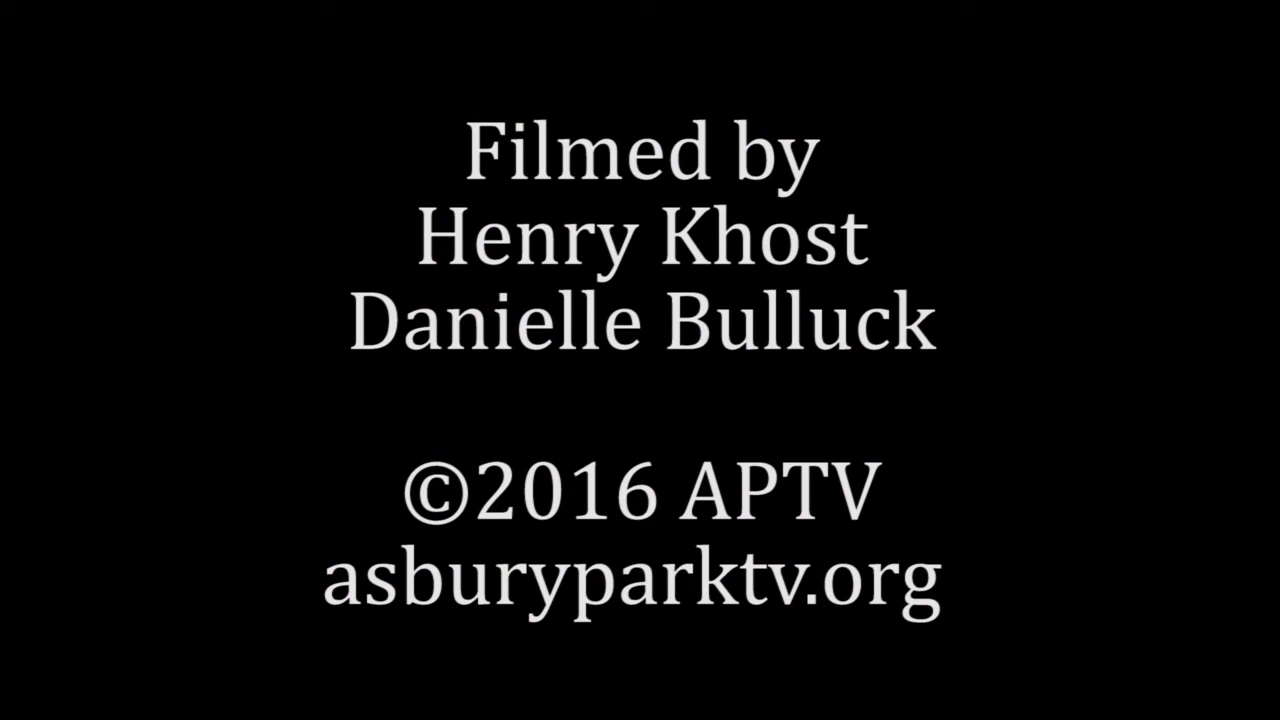 Filmed by
Henry Khost
Danielle Bulluck
©2016 APTV
asburyparktv.org